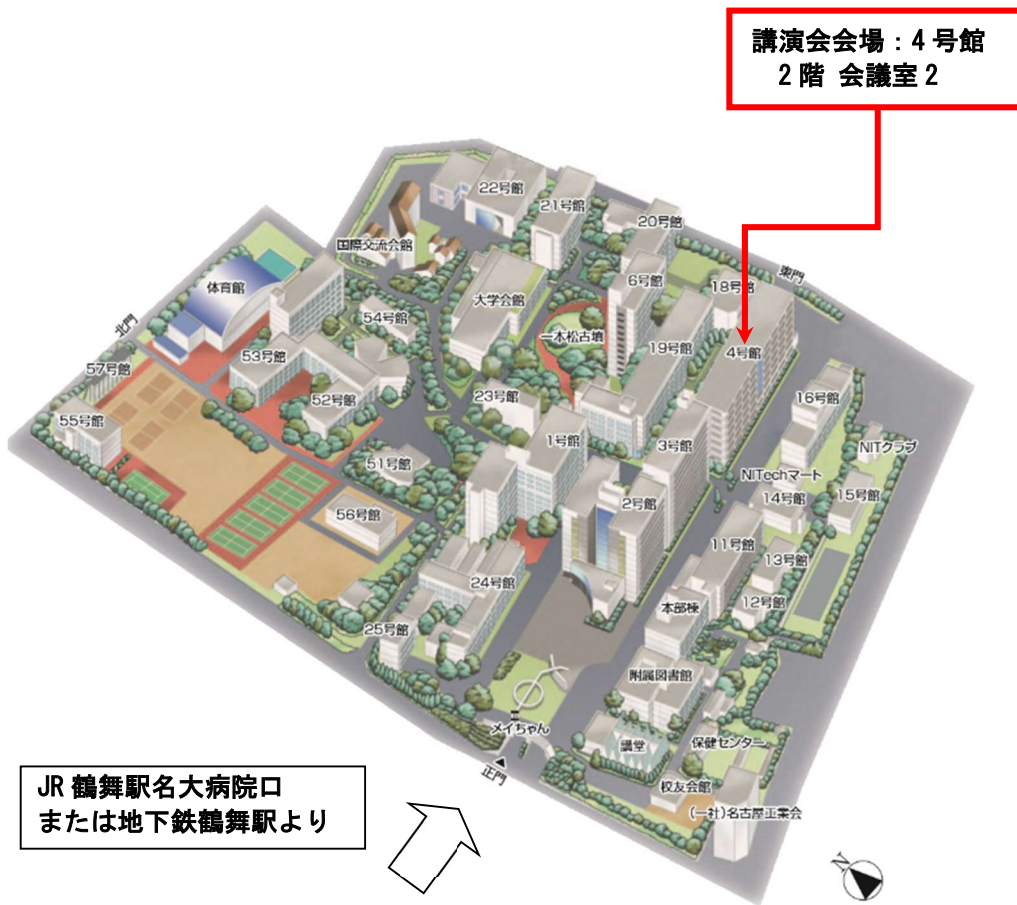 講演会会場：4号館
2階 会議室2
22号館
21号館
20号館
国際交流会館
6号館
18号館
東門
体育館
大学会館
54号館
一本松古墳
19号館
4号館
北門
57号館
53号館
52号館
23号館
16号館
55号館
1号館
3号館
NITクラブ
51号館
NITechマート
56号館
2号館
14号館
15号館
11号館
13号館
24号館
12号館
本部棟
25号館
附属図書館
メイちゃん
講堂
保健センター
正門
校友会館
(一社)名古屋工業会
JR鶴舞駅名大病院口
または地下鉄鶴舞駅より
N